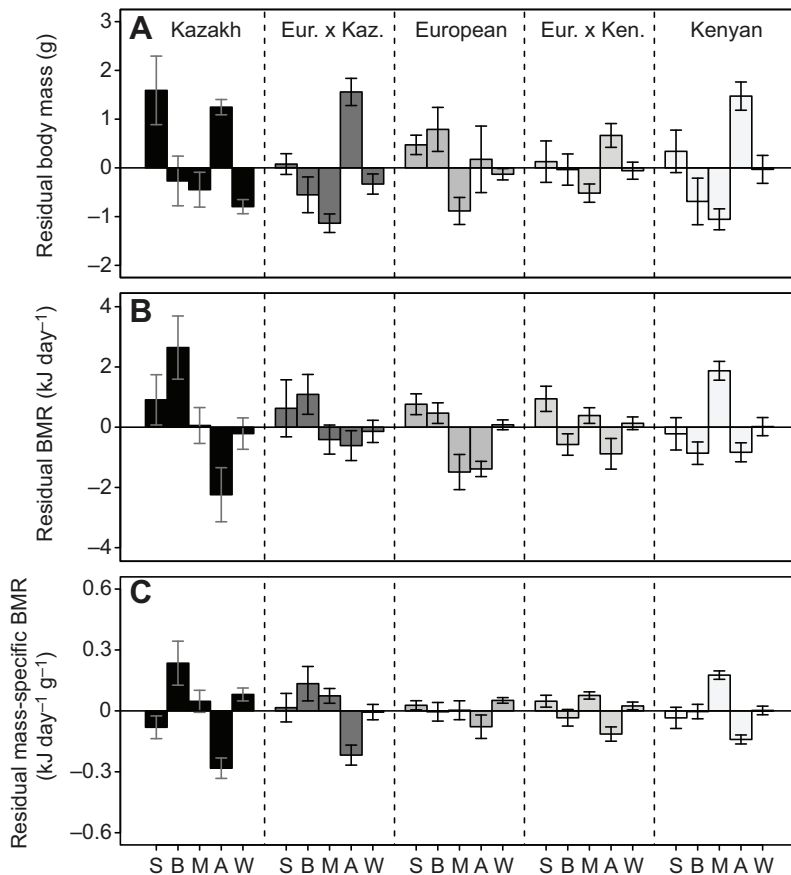 A Kazakh Eur. x Kaz. European Eur. x Ken. Kenyan
Residual body mass (g)
3
2
1
0
–1
–2
B
Residual BMR (kJ day–1)
4
2
0
–2
–4
C
Residual mass-specific BMR
(kJ day–1 g–1)
0.6
0.3
0
–0.3
–0.6
S B M A W S B M A W S B M A W S B M A W S B M A W